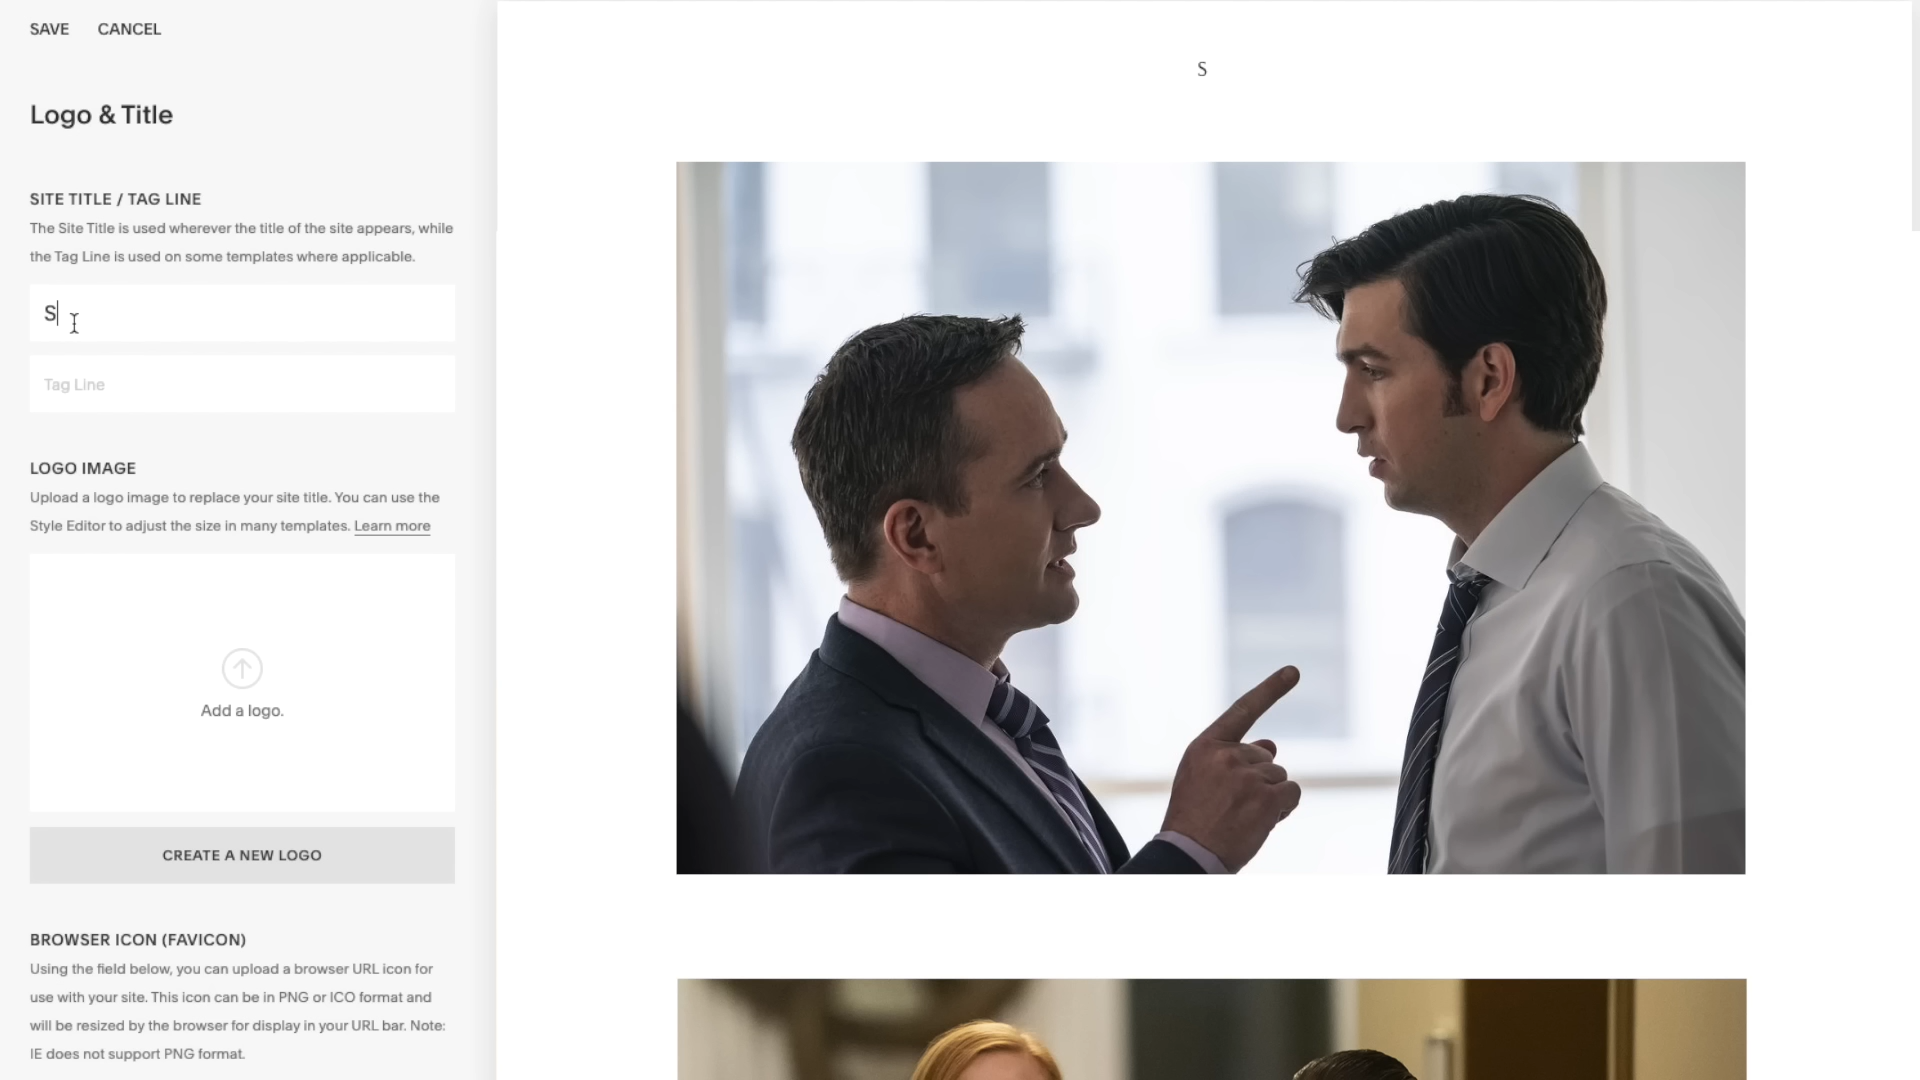 SAVE CANCEL
S
Logo & Title
SITE TITLE / TAG LINE
The Site Title is used wherever the title of the site appears, while
the Tag Line is used on some templates where applicable.
S
Tag Line
LOGO IMAGE
Upload a logo image to replace your site title. You can use the
Style Editor to adjust the size in many templates. Learn more
Add a logo.
CREATE A NEW LOGO
BROWSER ICON (FAVICON)
Using the field below, you can upload a browser URL icon for
use with your site. This icon can be in PNG or ICO format and
will be resized by the browser for display in your URL bar. Note:
IE does not support PNG format.